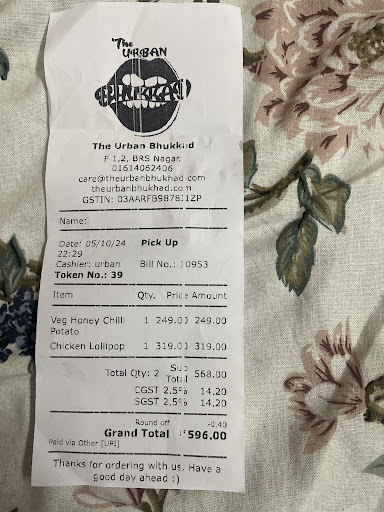 The
URBAN
BHUKKAD
The Urban Bhukkad
F 1,2, BRS Nagar.
01614062406
care@theurbanbhukhad.com
theurbanbhukhad.com
GSTIN: 03AARFB9878J1ZP
Name:
Date: 05/10/24 Pick Up
22:29
Cashier: urban Bill No.: 10953
Token No.: 39
Item Qty. Price Amount
Veg Honey Chilli 1 249.00 249.00
Potato
Chicken Lollipop 1 319.00 319.00
Total Qty: 2 Sub Total 568.00
CGST 2.5% 14.20
SGST 2.5% 14.20
Round off -0.40
Grand Total ₹596.00
Paid via Other [UPI]
Thanks for ordering with us. Have a
good day ahead :)